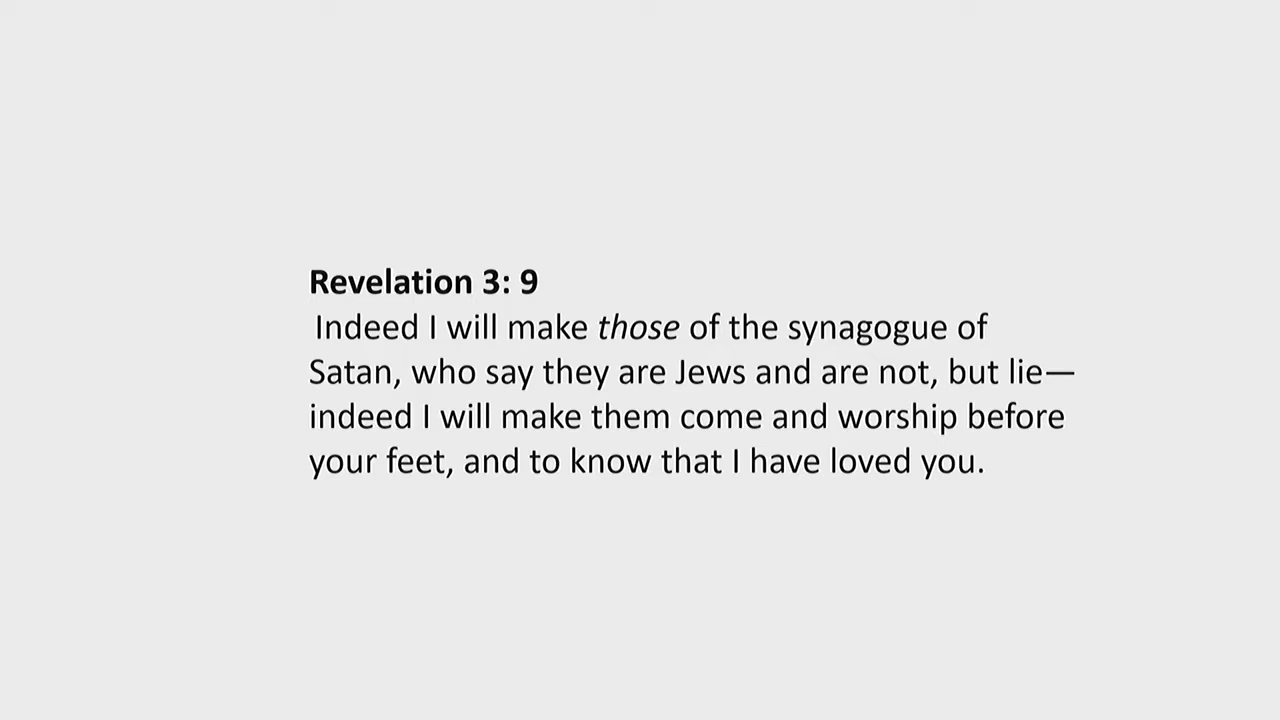 Revelation 3: 9
Indeed I will make those of the synagogue of
Satan, who say they are Jews and are not, but lie—
indeed I will make them come and worship before
your feet, and to know that I have loved you.